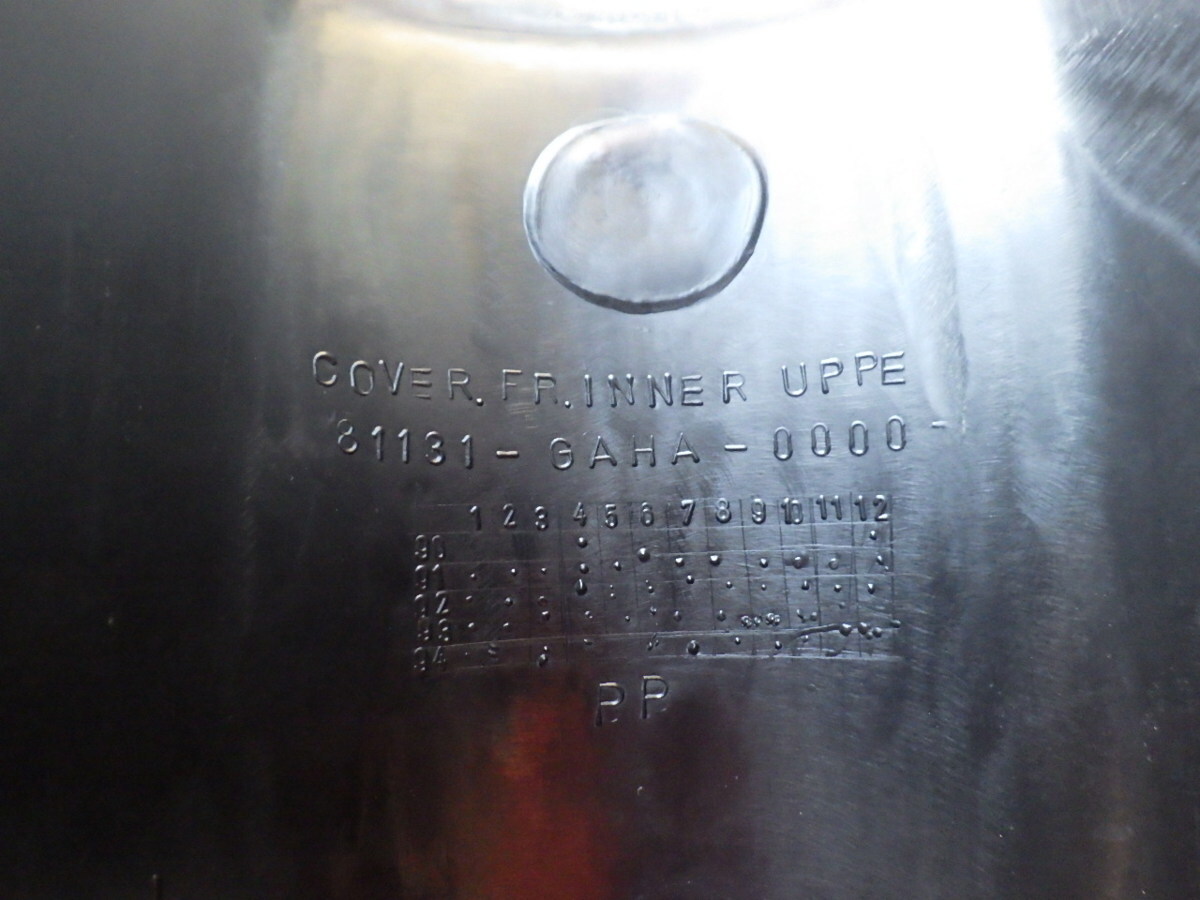 COVER.FR.INNER UPPE
81131-GAHA-0000-
1 2 3 4 5 6 7 8 9 10 11 12
90
91
92
93
94
PP